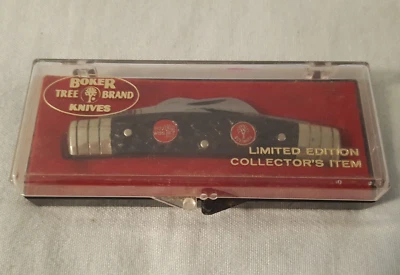 BOKER
TREE BRAND
KNIVES
LIMITED EDITION
COLLECTOR'S ITEM